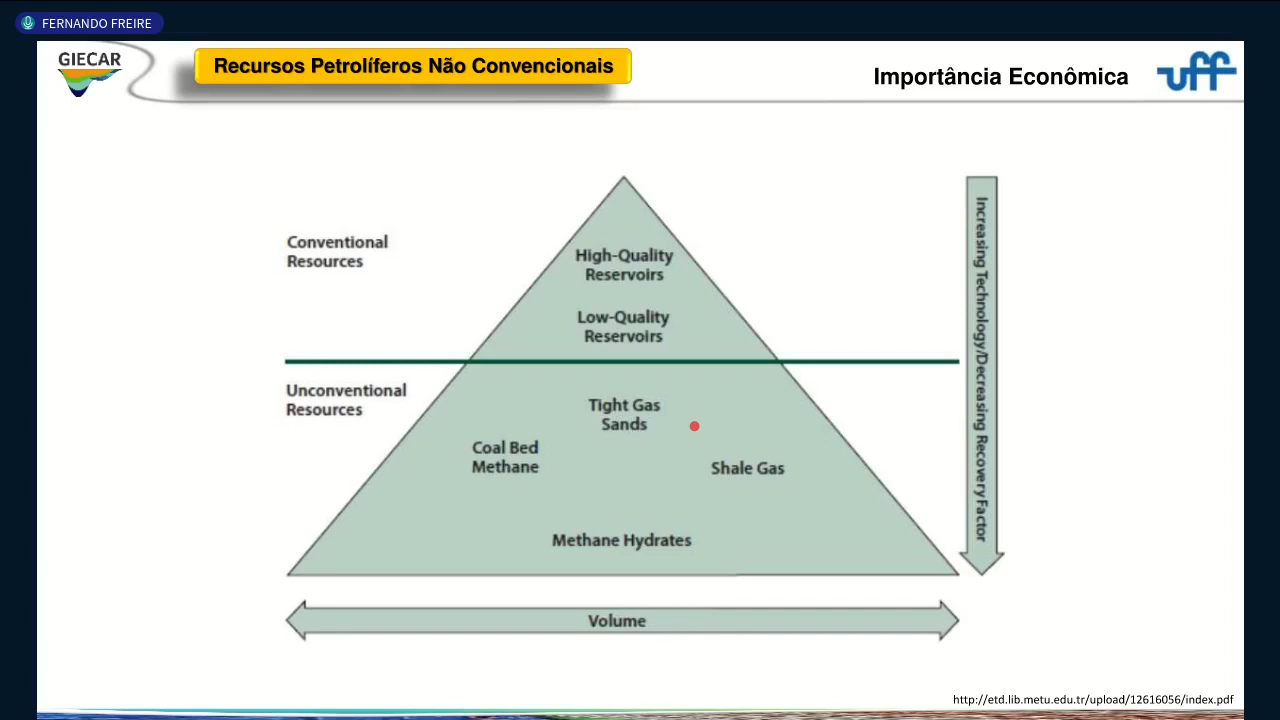 FERNANDO FREIRE
GIECAR
Recursos Petrolíferos Não Convencionais
Importância Econômica
uff
Conventional
Resources
High-Quality
Reservoirs
Low-Quality
Reservoirs
Unconventional
Resources
Tight Gas
Sands
Coal Bed
Methane
Shale Gas
Methane Hydrates
Increasing Technology/Decreasing Recovery Factor
Volume
http://etd.lib.metu.edu.tr/upload/12616056/index.pdf